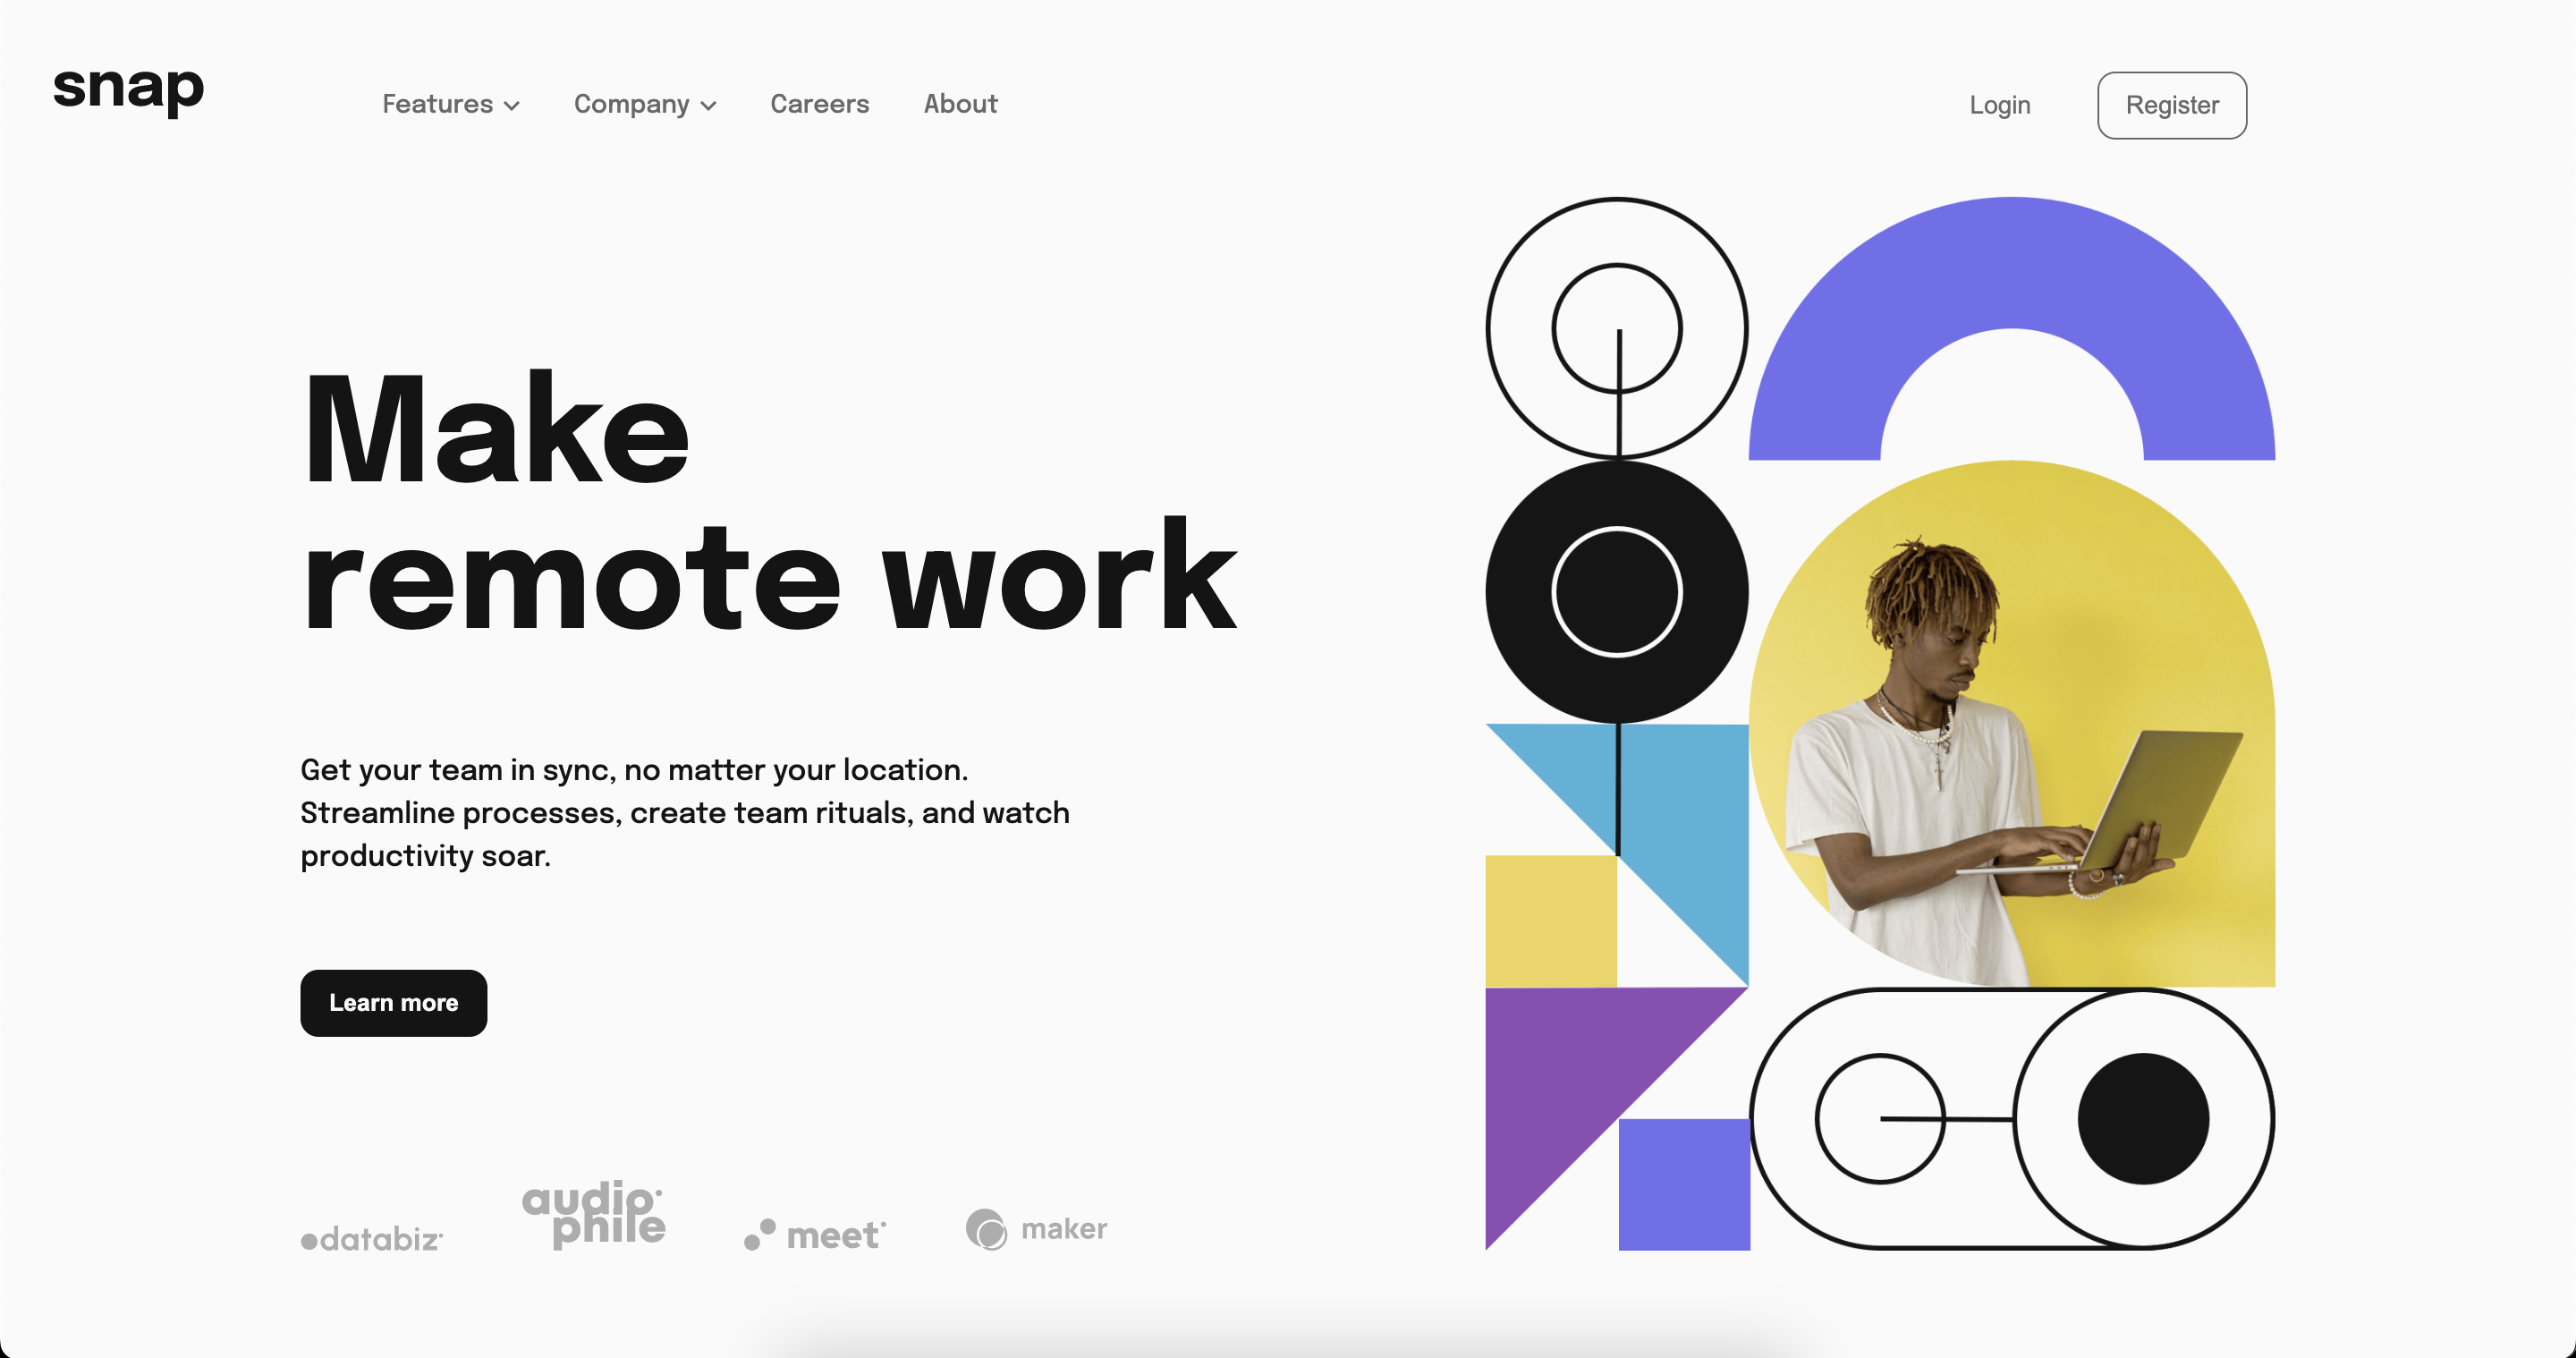 snap
Features
Company
Careers
About
Login
Register
Make
remote work
Get your team in sync, no matter your location.
Streamline processes, create team rituals, and watch
productivity soar.
Learn more
databiz
audio
phile
meet
maker